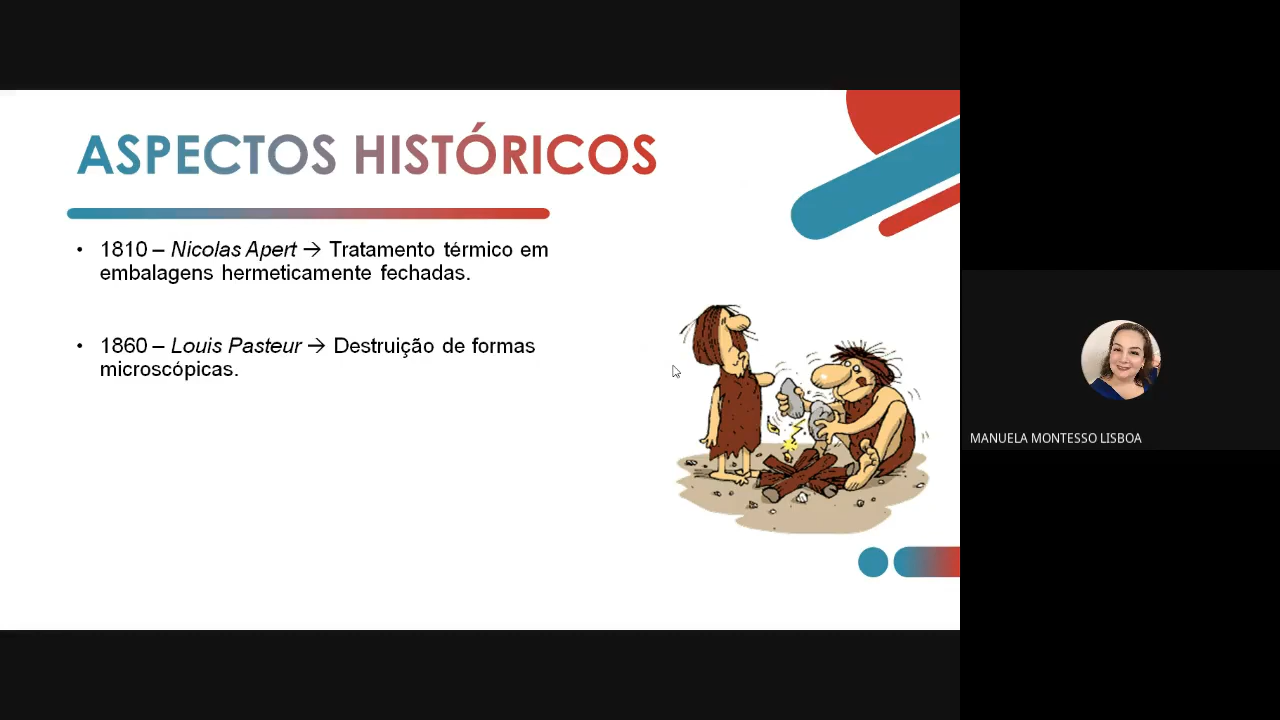 ASPECTOS HISTÓRICOS
• 1810 – Nicolas Apert → Tratamento térmico em
embalagens hermeticamente fechadas.
• 1860 – Louis Pasteur → Destruição de formas
microscópicas.
MANUELA MONTESSO LISBOA